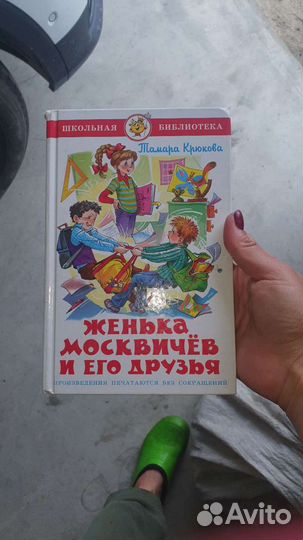 ШКОЛЬНАЯ БИБЛИОТЕКА
Тамара Крюкова
ЖЕНЬКА
МОСКВИЧЁВ
И ЕГО ДРУЗЬЯ
ПРОИЗВЕДЕНИЯ ПЕЧАТАЮТСЯ БЕЗ СОКРАЩЕНИЙ
Avito